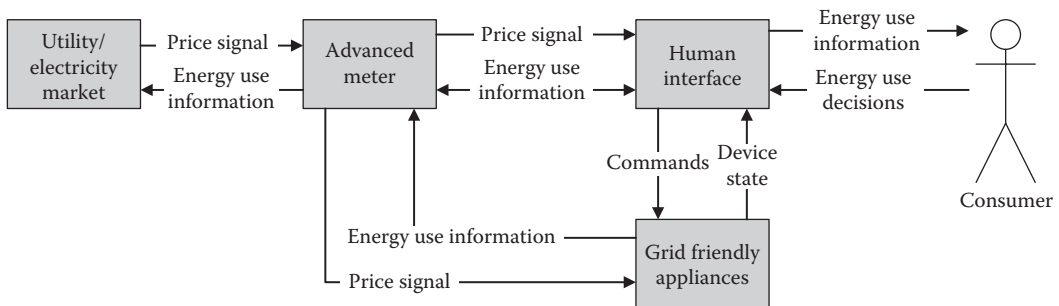 Utility/
electricity
market
Price signal
Energy use
information
Advanced
meter
Price signal
Energy use
information
Human
interface
Energy use
information
Energy use
decisions
Consumer
Commands
Device
state
Energy use information
Price signal
Grid friendly
appliances